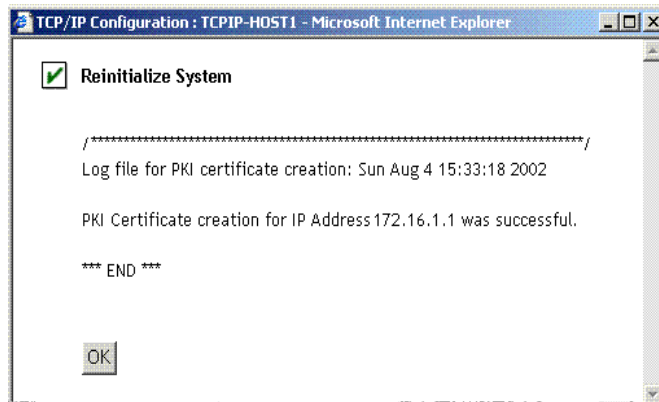 TCP/IP Configuration : TCPIP-HOST1 - Microsoft Internet Explorer
Reinitialize System
/***************************************************************************/
Log file for PKI certificate creation: Sun Aug 4 15:33:18 2002
PKI Certificate creation for IP Address 172.16.1.1 was successful.
*** END ***
OK